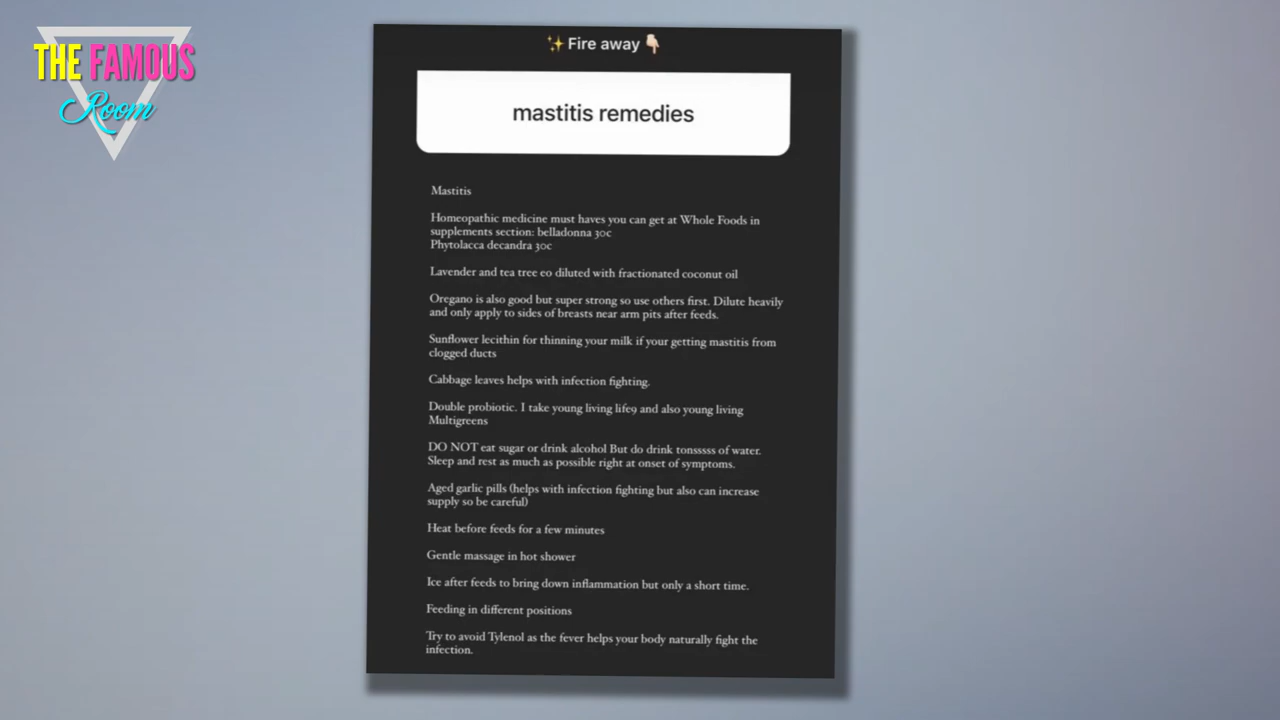 THE FAMOUS
Room
✨Fire away👇🏻
mastitis remedies
Mastitis
Homeopathic medicine must haves you can get at Whole Foods in
supplements section: belladonna 30c
Phytolacca decandra 30c
Lavender and tea tree eo diluted with fractionated coconut oil
Oregano is also good but super strong so use others first. Dilute heavily
and only apply to sides of breasts near arm pits after feeds.
Sunflower lecithin for thinning your milk if your getting mastitis from
clogged ducts
Cabbage leaves helps with infection fighting.
Double probiotic. I take young living life9 and also young living
Multigreens
DO NOT eat sugar or drink alcohol But do drink tonsssss of water.
Sleep and rest as much as possible right at onset of symptoms.
Aged garlic pills (helps with infection fighting but also can increase
supply so be careful)
Heat before feeds for a few minutes
Gentle massage in hot shower
Ice after feeds to bring down inflammation but only a short time.
Feeding in different positions
Try to avoid Tylenol as the fever helps your body naturally fight the
infection.